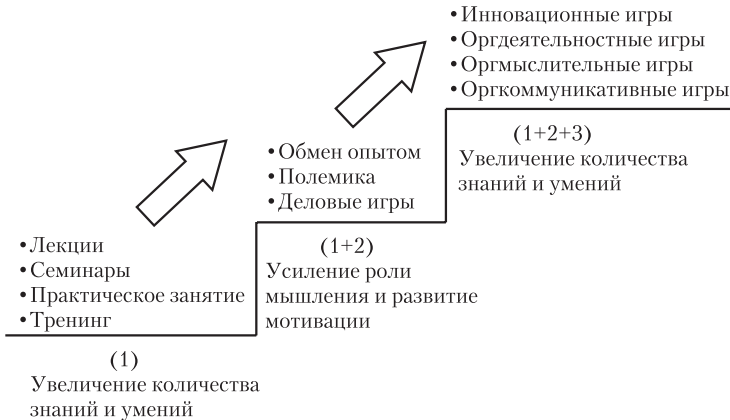 • Инновационные игры
• Оргдеятельностные игры
• Оргмыслительные игры
• Оргкоммуникативные игры
(1+2+3)
Увеличение количества
знаний и умений
• Обмен опытом
• Полемика
• Деловые игры
(1+2)
Усиление роли
мышления и развитие
мотивации
• Лекции
• Семинары
• Практическое занятие
• Тренинг
(1)
Увеличение количества
знаний и умений